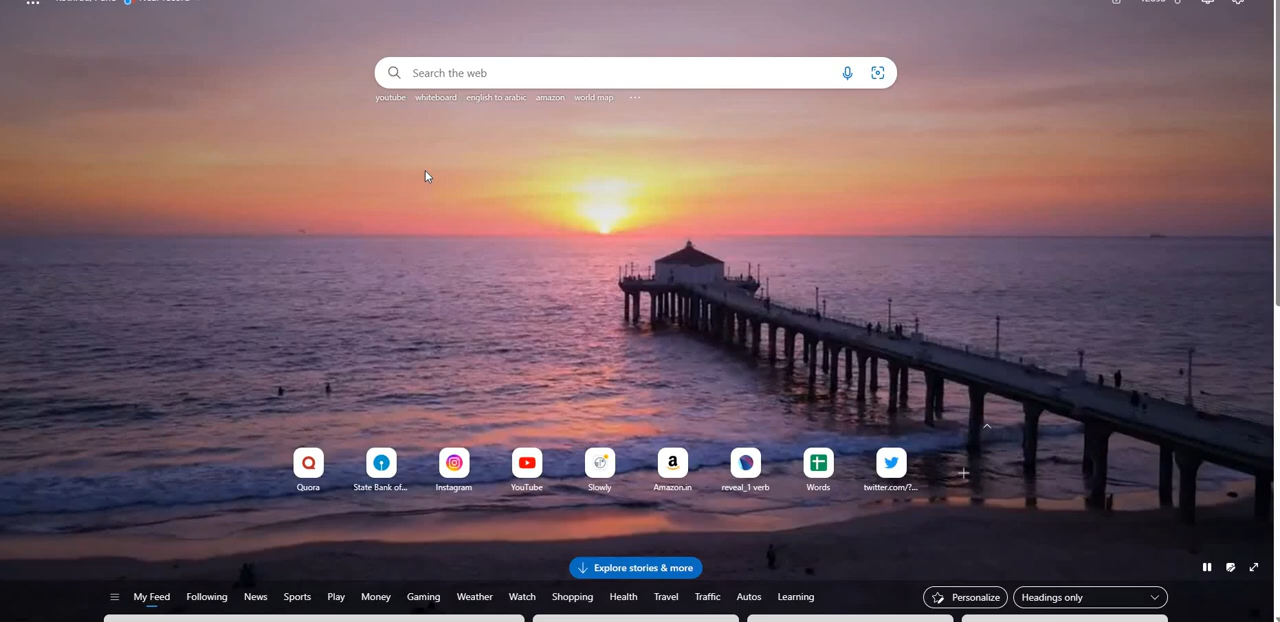 Search the web
youtube whiteboard english to arabic amazon world map ...
Quora State Bank of... Instagram YouTube Slowly Amazon.in reveal_1 verb Words twitter.com/?...
Explore stories & more
My Feed Following News Sports Play Money Gaming Weather Watch Shopping Health Travel Traffic Autos Learning Personalize Headings only